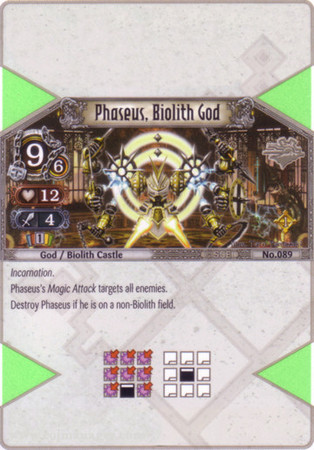 Phaseus, Biolith God
9
6
12
4
God / Biolith Castle
No.089
Incarnation.
Phaseus's Magic Attack targets all enemies.
Destroy Phaseus if he is on a non-Biolith field.